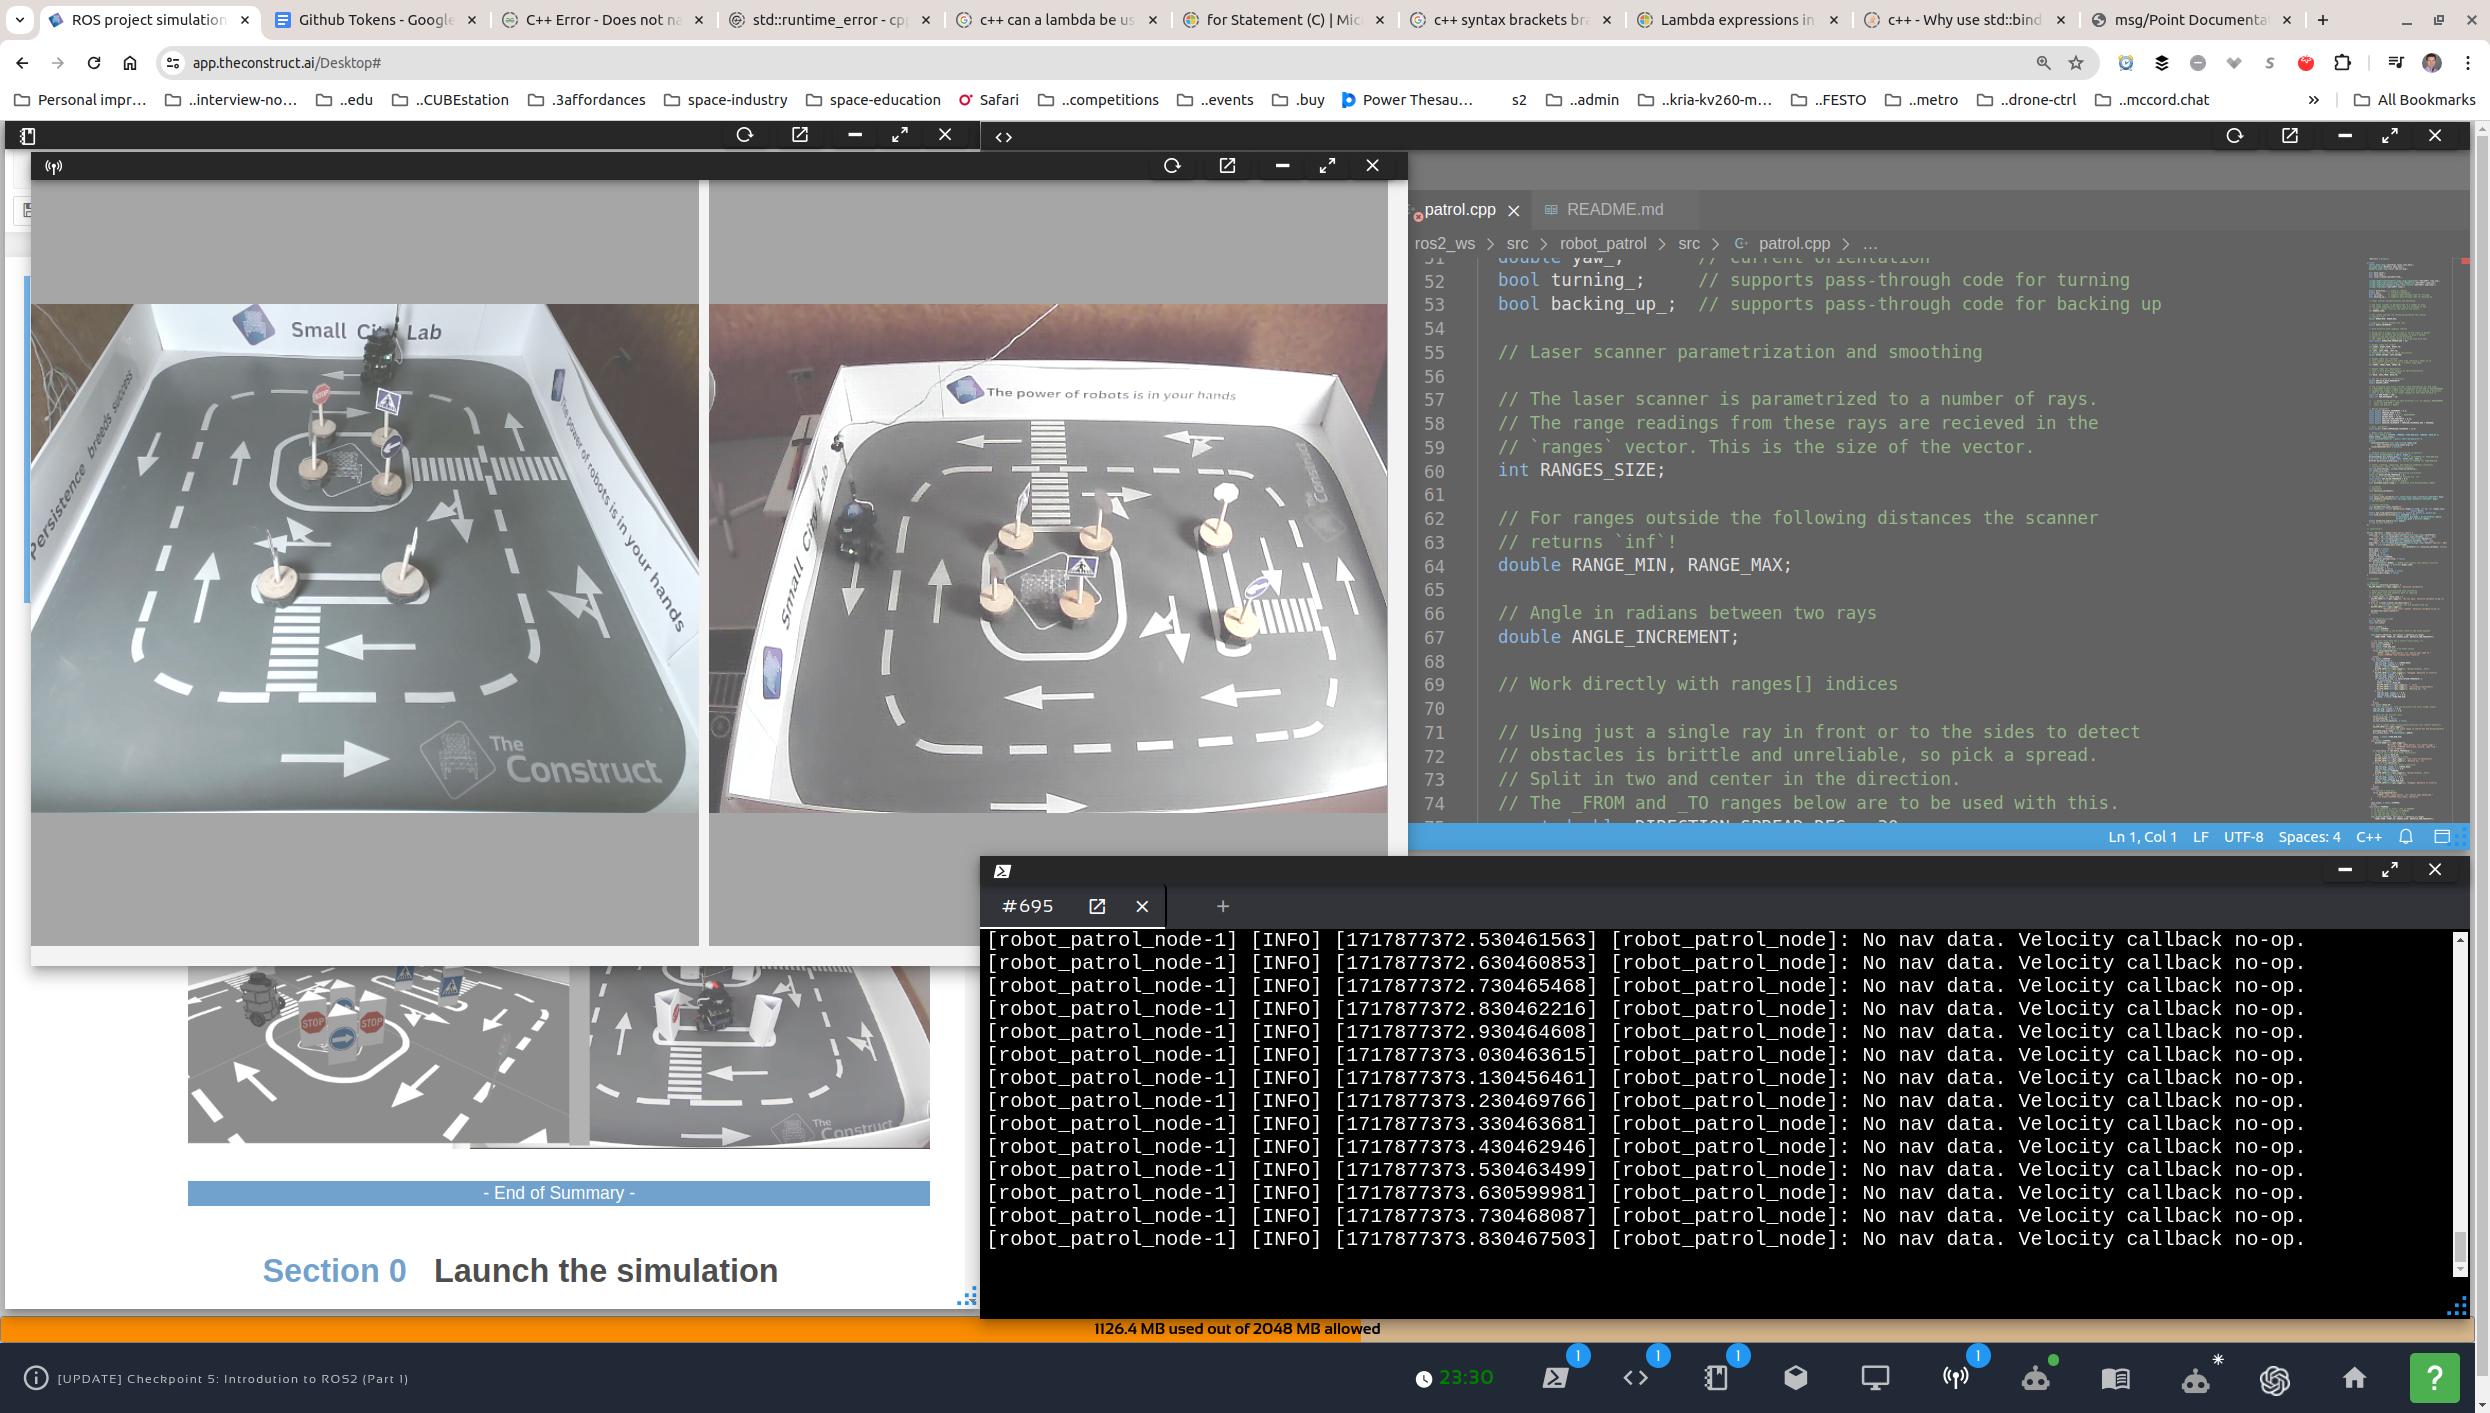 ROS project simulation
Github Tokens - Google
C++ Error - Does not na
std::runtime_error - cpp
c++ can a lambda be us
for Statement (C) | Mic
c++ syntax brackets bra
Lambda expressions in
c++ - Why use std::bind
msg/Point Documenta
app.theconstruct.ai/Desktop#
Personal impr…
..interview-no…
..edu
..CUBEstation
.3affordances
space-industry
space-education
Safari
..competitions
..events
.buy
Power Thesau…
s2
..admin
..kria-kv260-m…
..FESTO
..metro
..drone-ctrl
..mccord.chat
All Bookmarks
Small City Lab
Persistence breeds success
The power of robots is in your hands
The Construct
The power of robots is in your hands
Small City Lab
The Construct
patrol.cpp
README.md
ros2_ws > src > robot_patrol > src > patrol.cpp > …
51 double yaw_; // current orientation
52 bool turning_; // supports pass-through code for turning
53 bool backing_up_; // supports pass-through code for backing up
54
55 // Laser scanner parametrization and smoothing
56
57 // The laser scanner is parametrized to a number of rays.
58 // The range readings from these rays are recieved in the
59 // `ranges` vector. This is the size of the vector.
60 int RANGES_SIZE;
61
62 // For ranges outside the following distances the scanner
63 // returns `inf`!
64 double RANGE_MIN, RANGE_MAX;
65
66 // Angle in radians between two rays
67 double ANGLE_INCREMENT;
68
69 // Work directly with ranges[] indices
70
71 // Using just a single ray in front or to the sides to detect
72 // obstacles is brittle and unreliable, so pick a spread.
73 // Split in two and center in the direction.
74 // The _FROM and _TO ranges below are to be used with this.
Ln 1, Col 1 LF UTF-8 Spaces: 4 C++
#695
[robot_patrol_node-1] [INFO] [1717877372.530461563] [robot_patrol_node]: No nav data. Velocity callback no-op.
[robot_patrol_node-1] [INFO] [1717877372.630460853] [robot_patrol_node]: No nav data. Velocity callback no-op.
[robot_patrol_node-1] [INFO] [1717877372.730465468] [robot_patrol_node]: No nav data. Velocity callback no-op.
[robot_patrol_node-1] [INFO] [1717877372.830462216] [robot_patrol_node]: No nav data. Velocity callback no-op.
[robot_patrol_node-1] [INFO] [1717877372.930464608] [robot_patrol_node]: No nav data. Velocity callback no-op.
[robot_patrol_node-1] [INFO] [1717877373.030463615] [robot_patrol_node]: No nav data. Velocity callback no-op.
[robot_patrol_node-1] [INFO] [1717877373.130456461] [robot_patrol_node]: No nav data. Velocity callback no-op.
[robot_patrol_node-1] [INFO] [1717877373.230469766] [robot_patrol_node]: No nav data. Velocity callback no-op.
[robot_patrol_node-1] [INFO] [1717877373.330463681] [robot_patrol_node]: No nav data. Velocity callback no-op.
[robot_patrol_node-1] [INFO] [1717877373.430462946] [robot_patrol_node]: No nav data. Velocity callback no-op.
[robot_patrol_node-1] [INFO] [1717877373.530463499] [robot_patrol_node]: No nav data. Velocity callback no-op.
[robot_patrol_node-1] [INFO] [1717877373.630599981] [robot_patrol_node]: No nav data. Velocity callback no-op.
[robot_patrol_node-1] [INFO] [1717877373.730468087] [robot_patrol_node]: No nav data. Velocity callback no-op.
[robot_patrol_node-1] [INFO] [1717877373.830467503] [robot_patrol_node]: No nav data. Velocity callback no-op.
STOP
STOP
The Construct
- End of Summary -
Section 0 Launch the simulation
1126.4 MB used out of 2048 MB allowed
[UPDATE] Checkpoint 5: Introdution to ROS2 (Part 1)
23:30
1
1
1
1
?